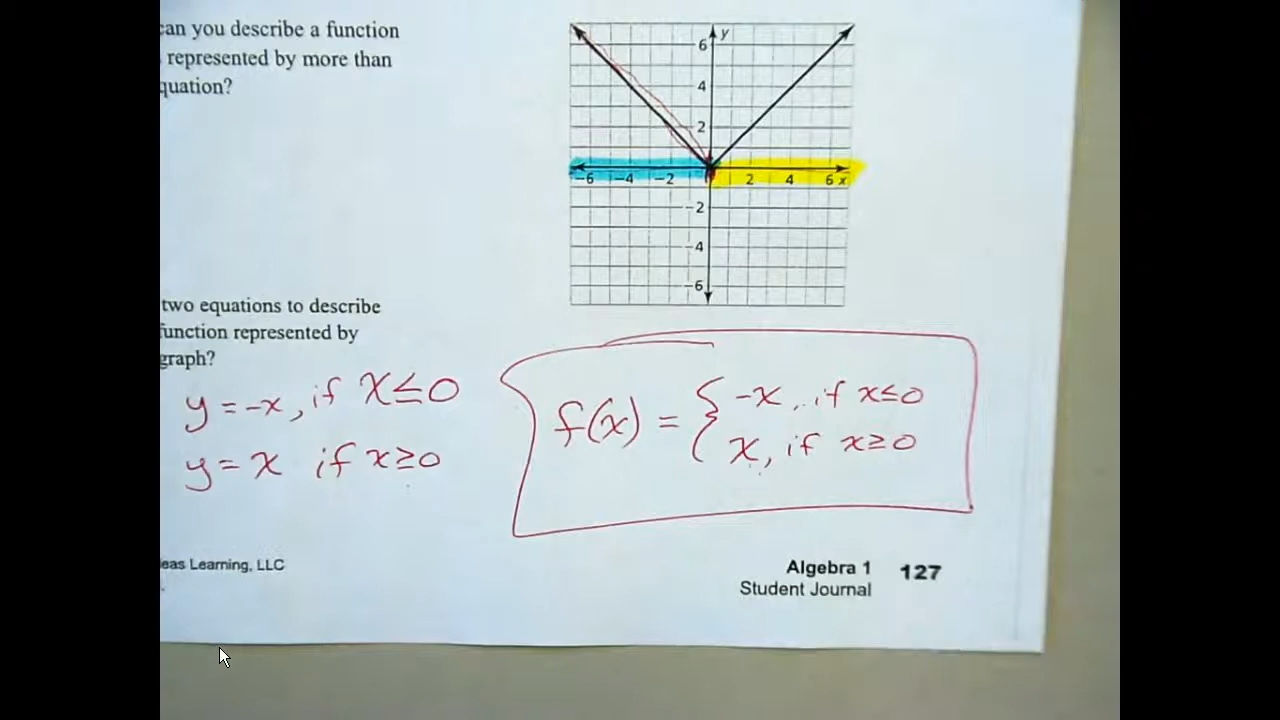 can you describe a function
represented by more than
quation?
6 y
4
2
-6 -4 -2 2 4 6 x
-2
-4
-6
two equations to describe
function represented by
graph?
y = -x, if x ≤ 0
y = x if x ≥ 0
f(x) = { -x, if x ≤ 0
x, if x ≥ 0
eas Learning, LLC
Algebra 1 127
Student Journal